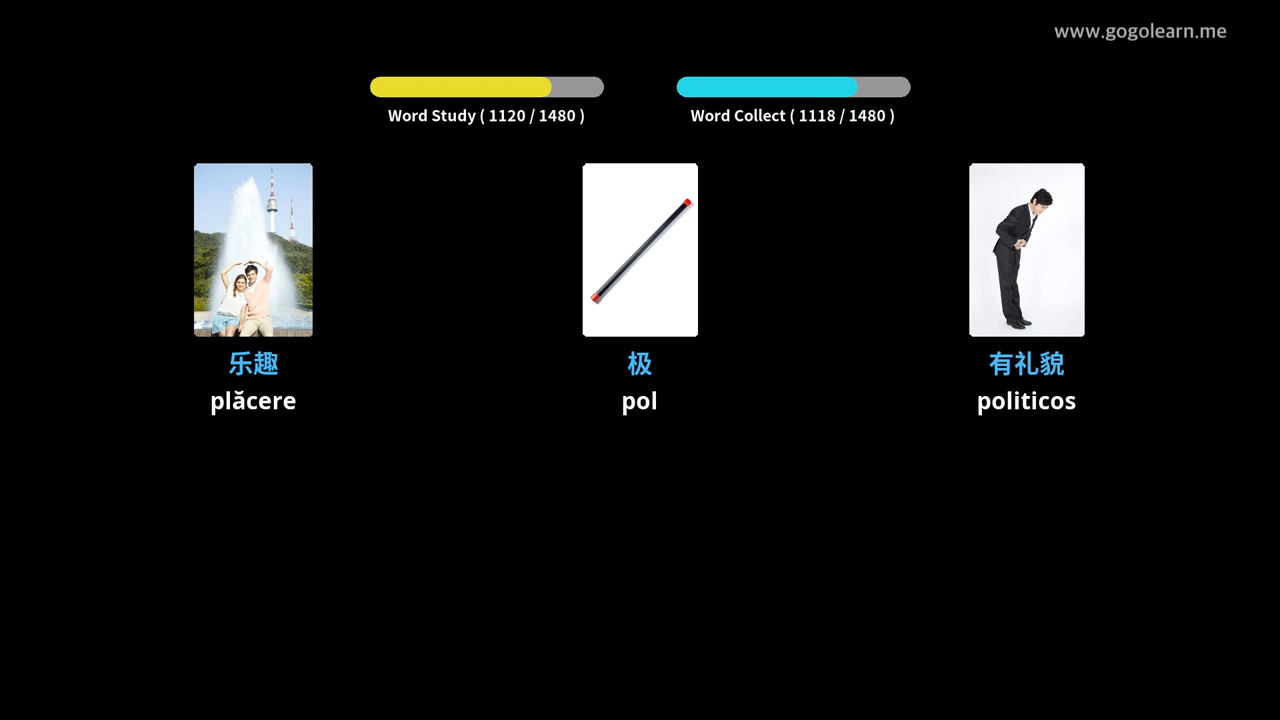 www.gogolearn.me
Word Study ( 1120 / 1480 )
Word Collect ( 1118 / 1480 )
乐趣
plăcere
极
pol
有礼貌
politicos